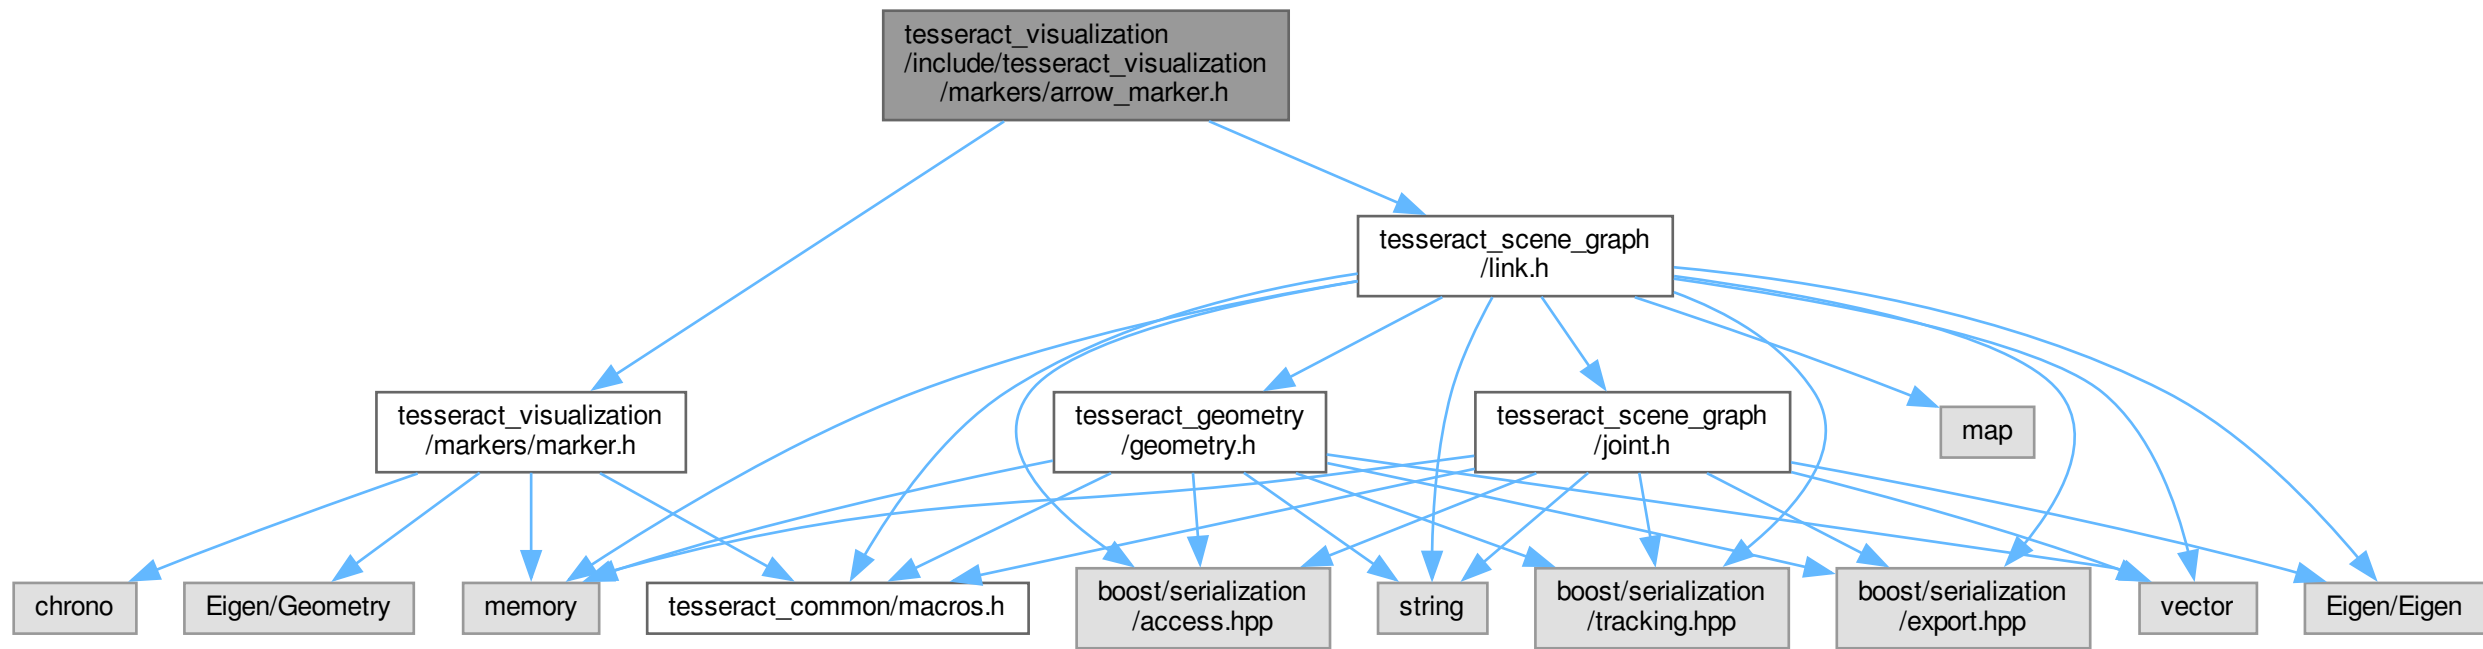 tesseract_visualization
/include/tesseract_visualization
/markers/arrow_marker.h
tesseract_scene_graph
/link.h
tesseract_visualization
/markers/marker.h
tesseract_geometry
/geometry.h
tesseract_scene_graph
/joint.h
map
chrono
Eigen/Geometry
memory
tesseract_common/macros.h
boost/serialization
/access.hpp
string
boost/serialization
/tracking.hpp
boost/serialization
/export.hpp
vector
Eigen/Eigen